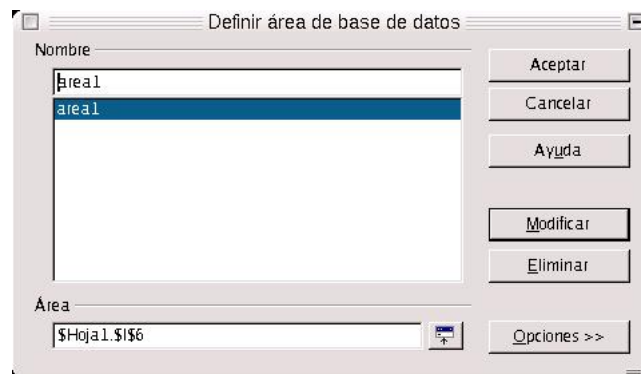 Definir área de base de datos
Nombre
area1
area1
Área
$Hoja1.$I$6
Aceptar
Cancelar
Ayuda
Modificar
Eliminar
Opciones >>